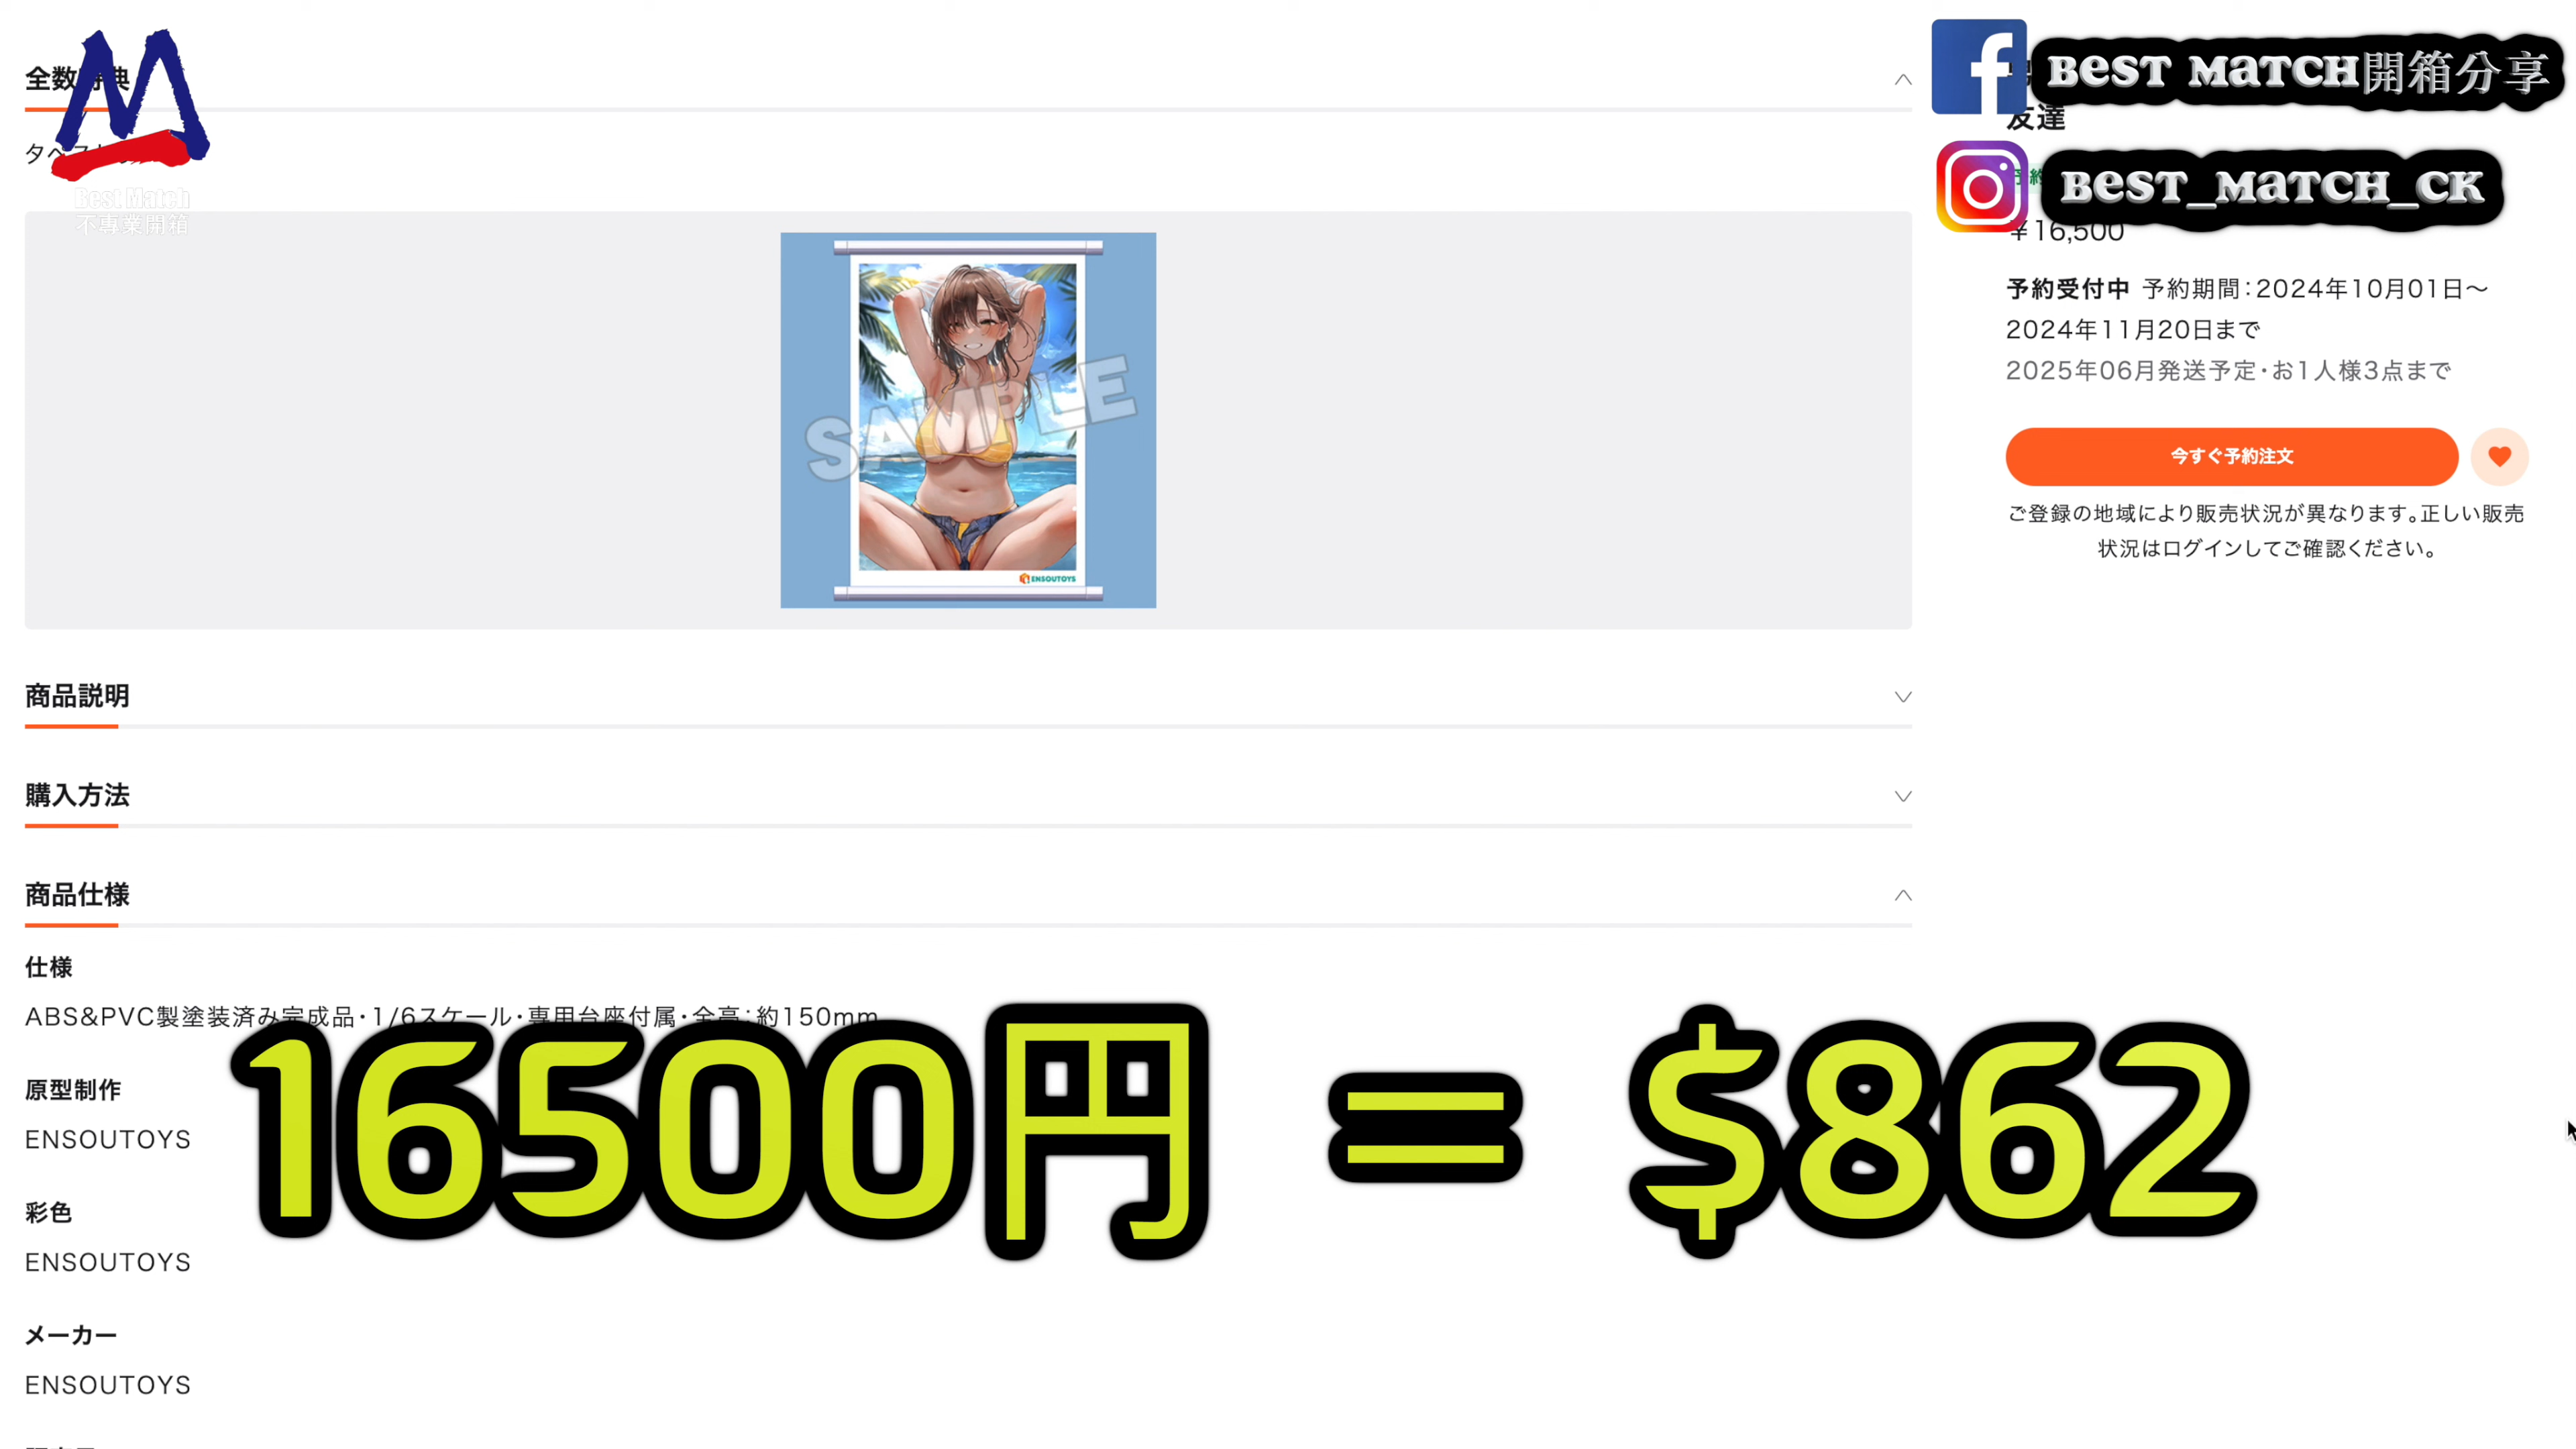 全数特典
Best Match
不專業開箱
BEST MATCH開箱分享
友達
BEST_MATCH_CK
¥16,500
予約受付中 予約期間：2024年10月01日～
2024年11月20日まで
2025年06月発送予定・お1人様3点まで
今すぐ予約注文
ご登録の地域により販売状況が異なります。正しい販売
状況はログインしてご確認ください。
SAMPLE
ENSOUTOYS
商品説明
購入方法
商品仕様
仕様
ABS&PVC製塗装済み完成品・1/6スケール・専用台座付属・全高：約150mm
16500円 = $862
原型制作
ENSOUTOYS
彩色
ENSOUTOYS
メーカー
ENSOUTOYS